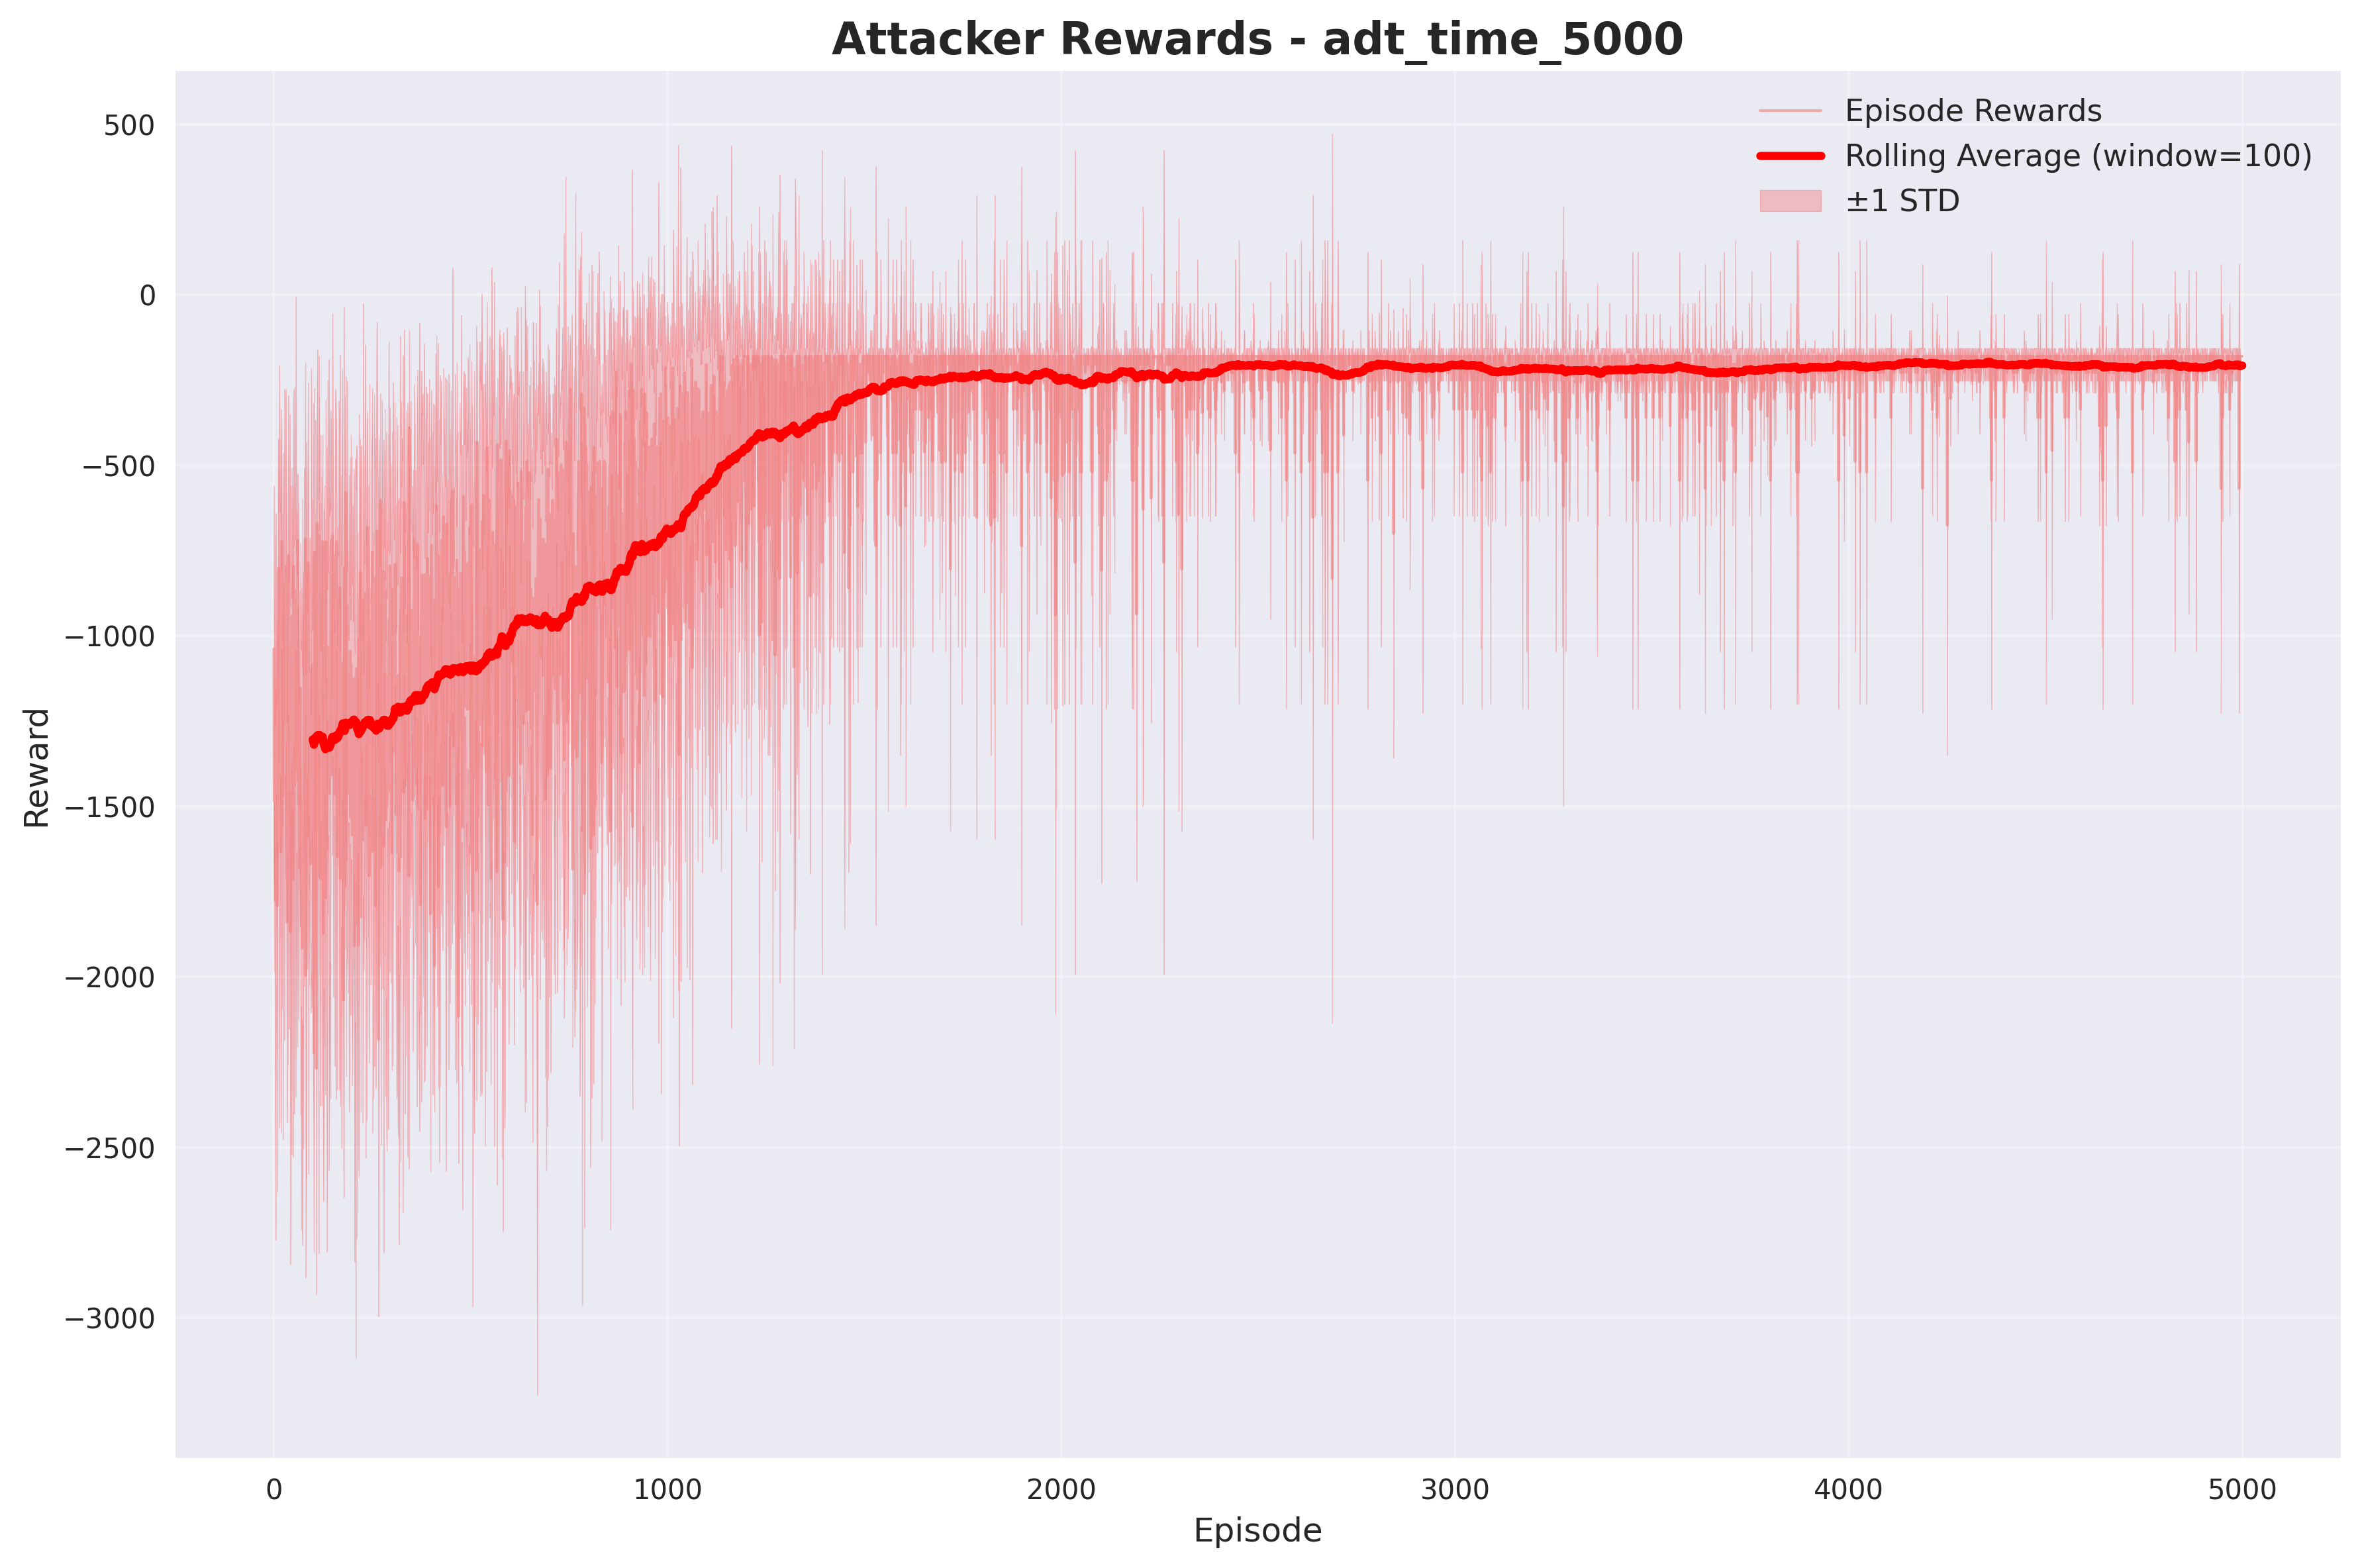 Attacker Rewards - adt_time_5000
Episode Rewards
Rolling Average (window=100)
±1 STD
500
0
−500
−1000
−1500
−2000
−2500
−3000
Reward
0 1000 2000 3000 4000 5000
Episode